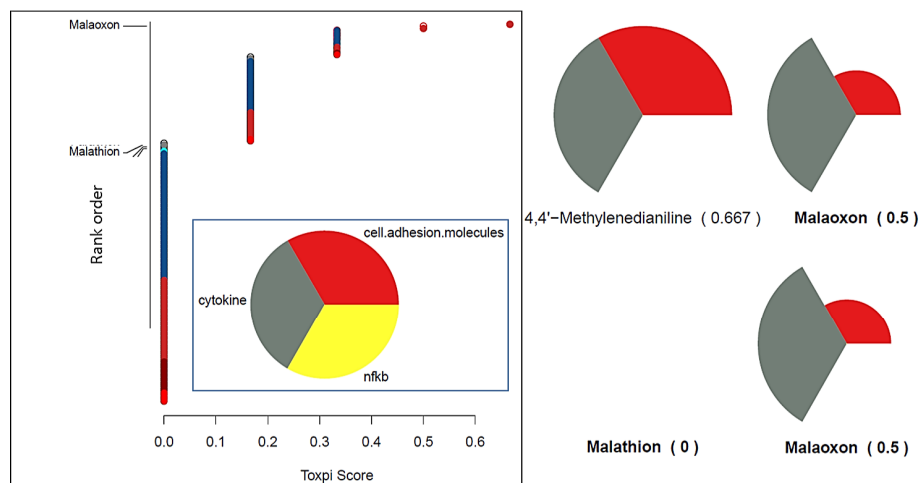 Malaoxon
Malathion
Rank order
cell.adhesion.molecules
cytokine
nfkb
0.0 0.1 0.2 0.3 0.4 0.5 0.6
Toxpi Score
4,4'−Methylenedianiline ( 0.667 )
Malaoxon ( 0.5 )
Malathion ( 0 )
Malaoxon ( 0.5 )